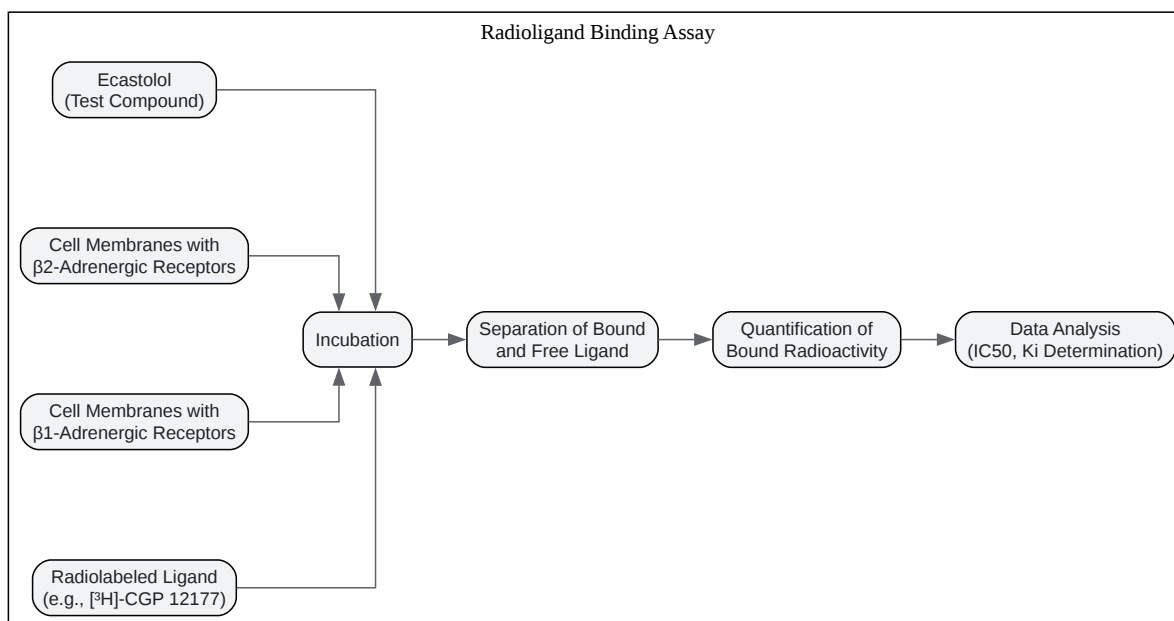 Radioligand Binding Assay
Ecastolol
(Test Compound)
Cell Membranes with
β2-Adrenergic Receptors
Incubation
Separation of Bound
and Free Ligand
Quantification of
Bound Radioactivity
Data Analysis
(IC50, Ki Determination)
Cell Membranes with
β1-Adrenergic Receptors
Radiolabeled Ligand
(e.g., [³H]-CGP 12177)